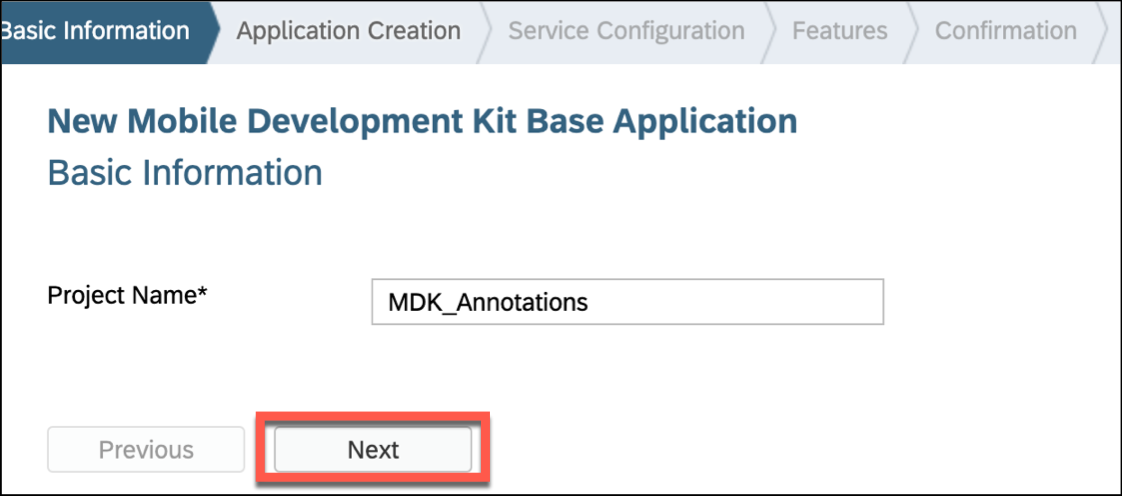 Basic Information Application Creation Service Configuration Features Confirmation
New Mobile Development Kit Base Application
Basic Information
Project Name* MDK_Annotations
Previous Next